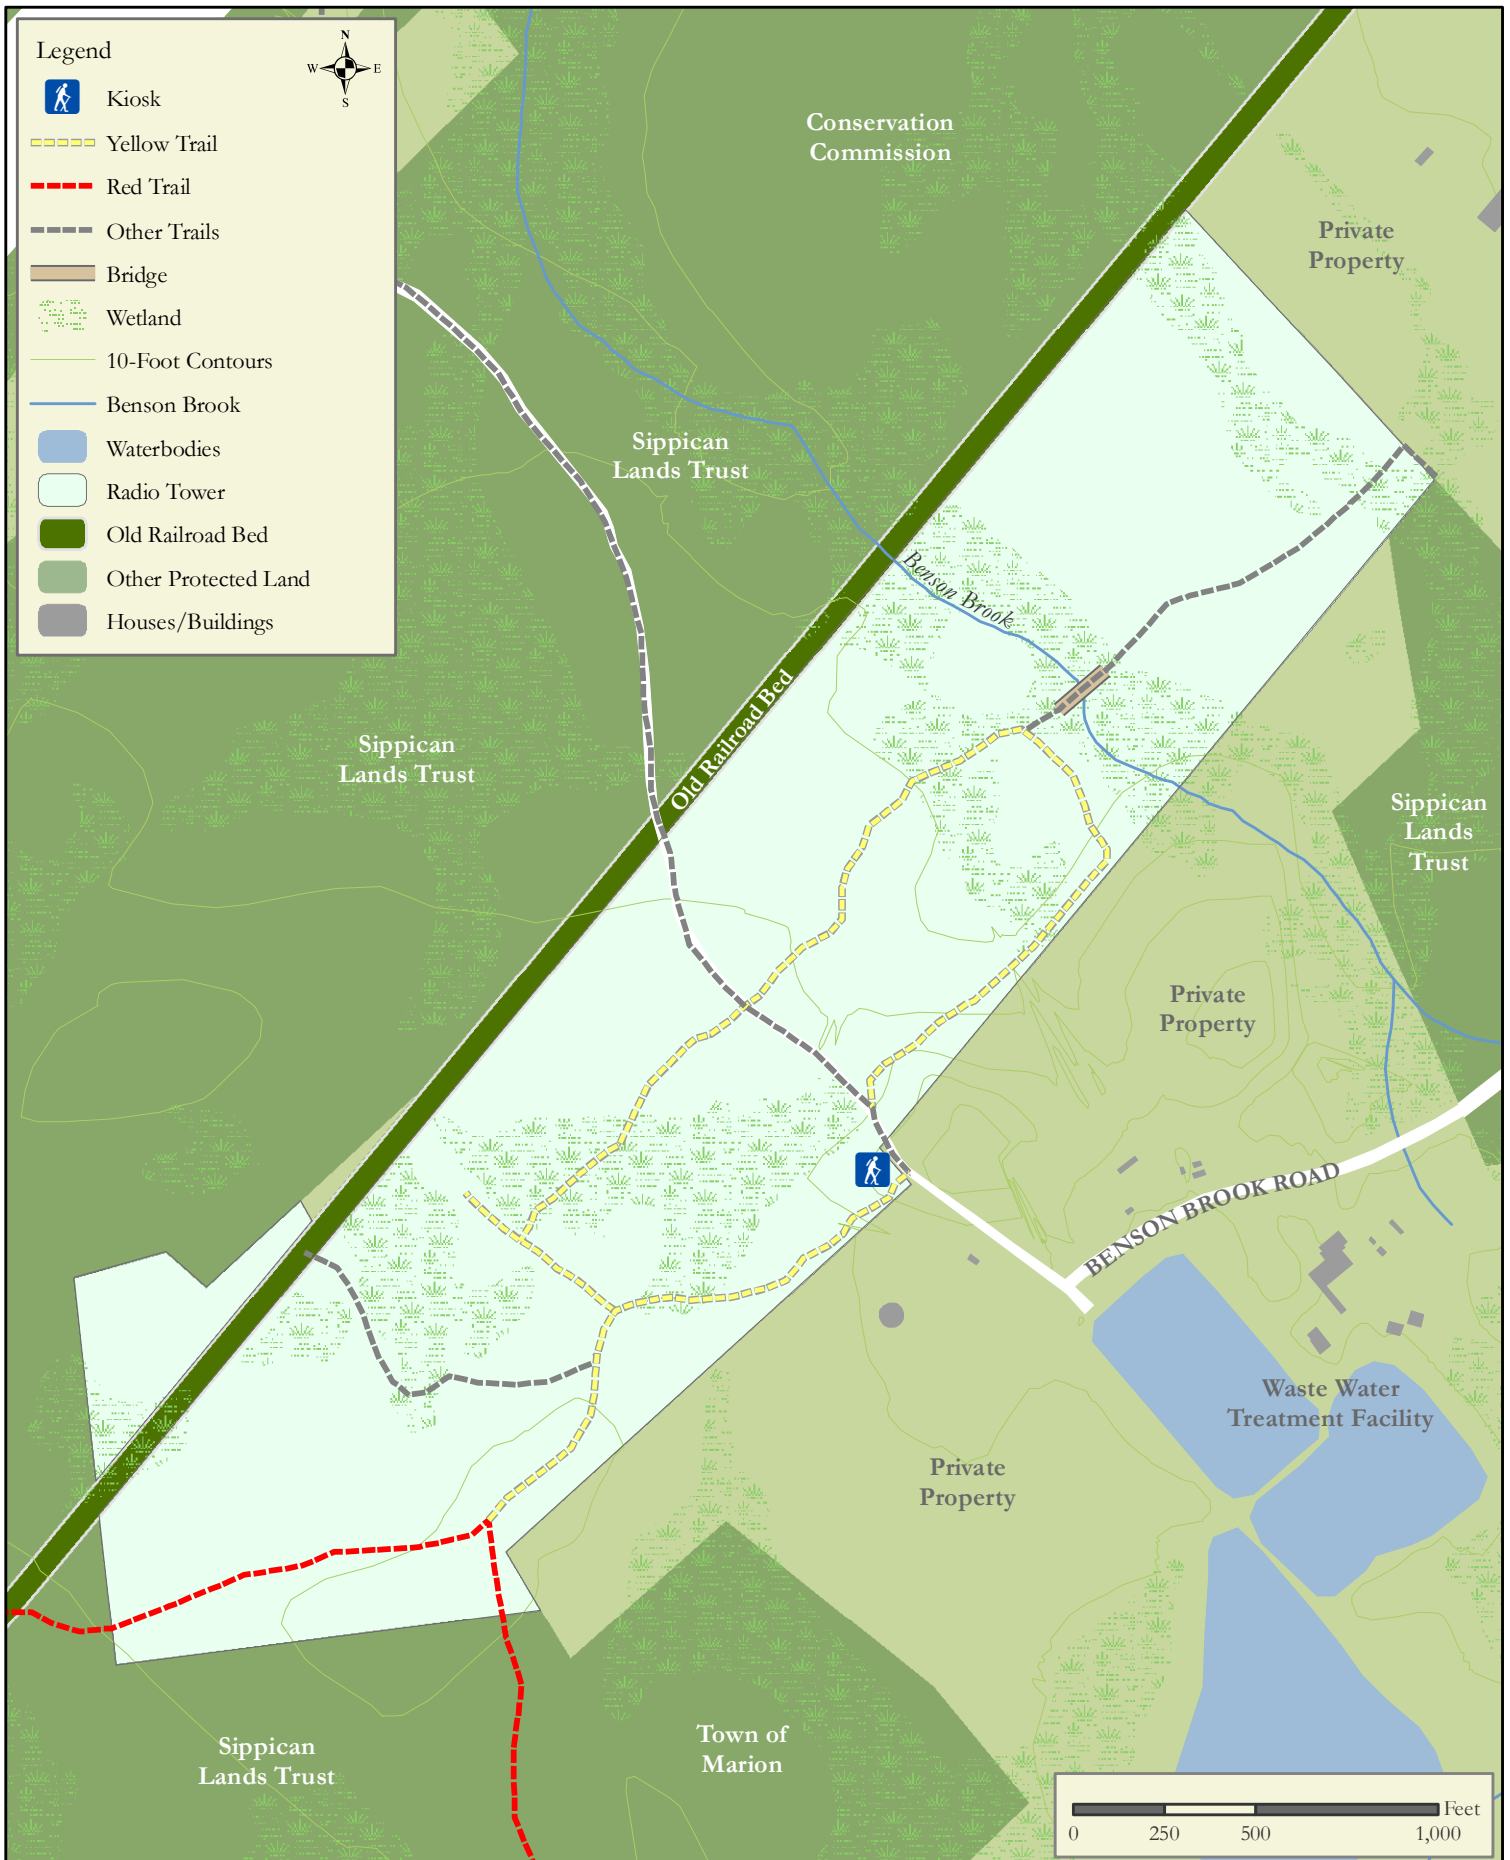 Legend
N
W E
S
Kiosk
Yellow Trail
Red Trail
Other Trails
Bridge
Wetland
10-Foot Contours
Benson Brook
Waterbodies
Radio Tower
Old Railroad Bed
Other Protected Land
Houses/Buildings
Conservation
Commission
Private
Property
Sippican
Lands Trust
Benson Brook
Old Railroad Bed
Sippican
Lands Trust
Sippican
Lands
Trust
Private
Property
BENSON BROOK ROAD
Waste Water
Treatment Facility
Private
Property
Town of
Marion
Sippican
Lands Trust
Feet
0 250 500 1,000